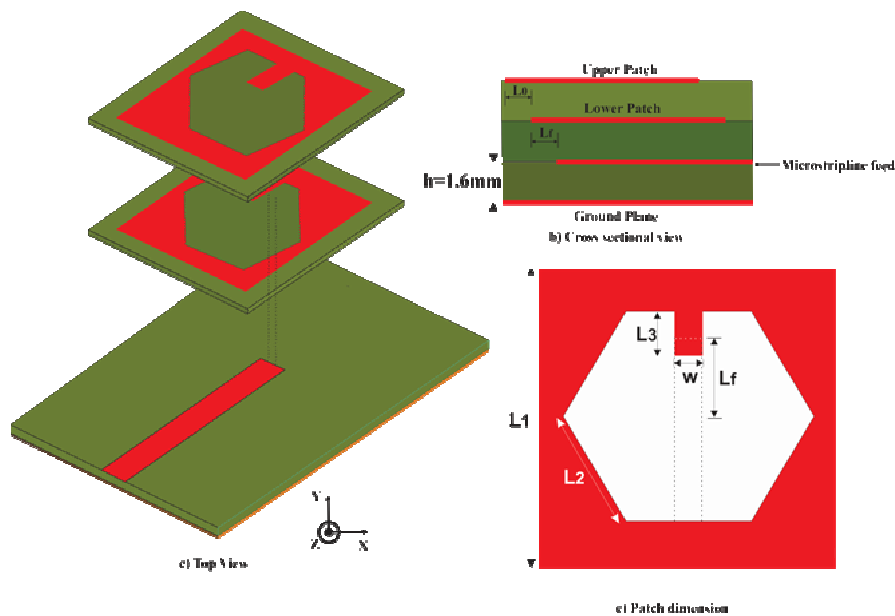 Upper Patch
Lo
Lower Patch
Lf
Microstripline feed
h=1.6mm
Ground Plane
b) Cross sectional view
L3
W
Lf
L1
L2
Y
Z
X
c) Top View
c) Patch dimension